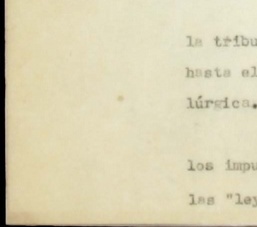 la tribu
hasta el
lúrgica.
los impu
las "ley